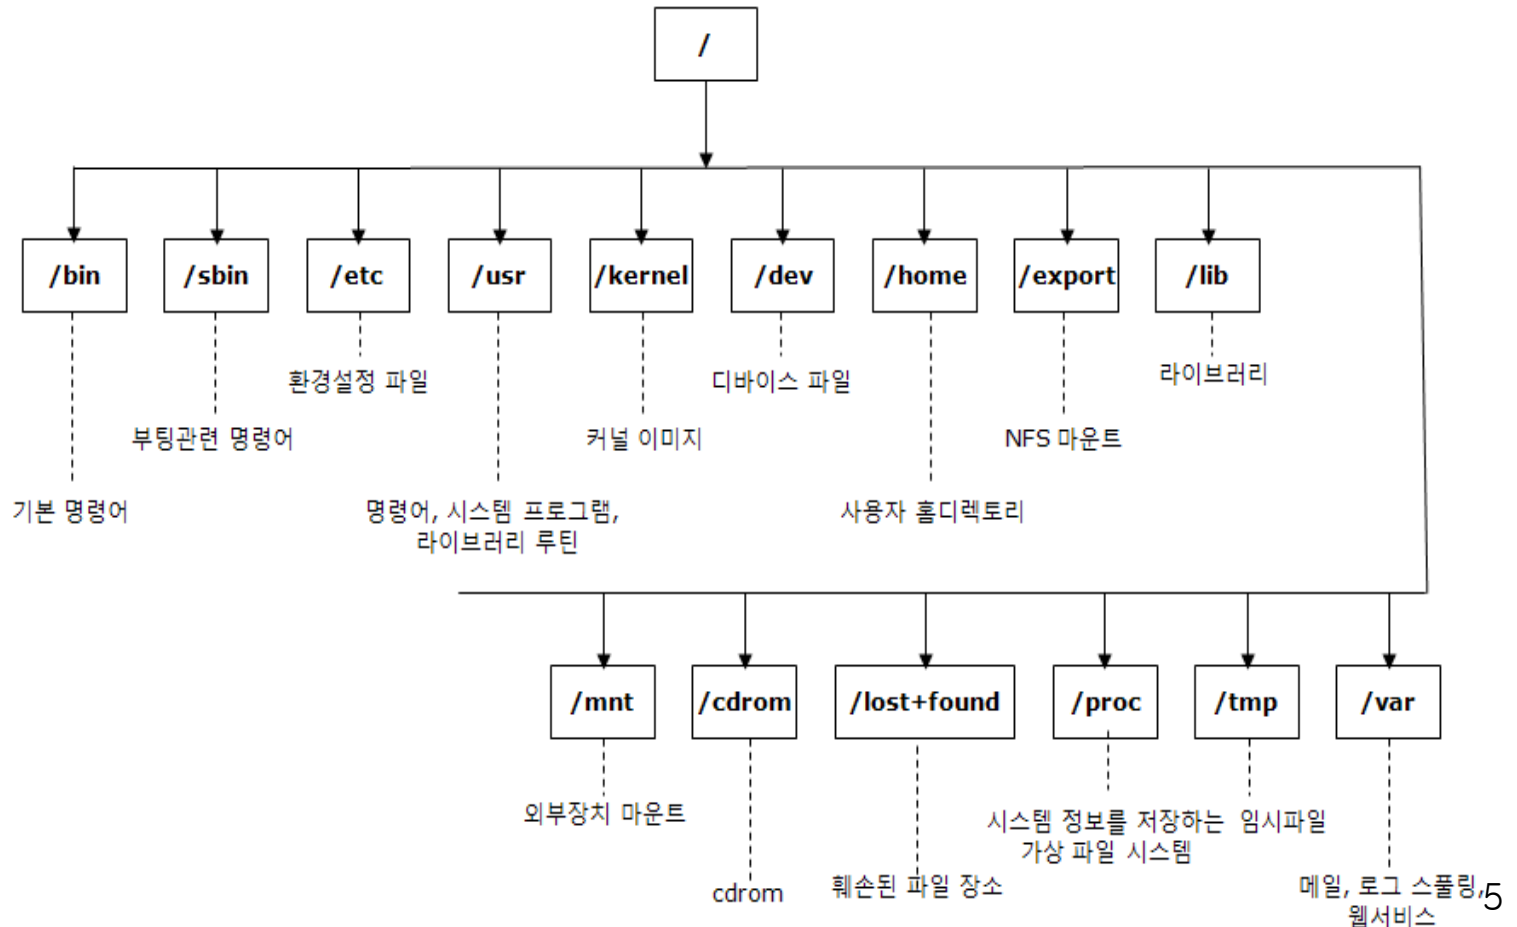 /
/bin
/sbin
/etc
/usr
/kernel
/dev
/home
/export
/lib
환경설정 파일
디바이스 파일
라이브러리
부팅관련 명령어
커널 이미지
NFS 마운트
기본 명령어
명령어, 시스템 프로그램,
라이브러리 루틴
사용자 홈디렉토리
/mnt
/cdrom
/lost+found
/proc
/tmp
/var
외부장치 마운트
시스템 정보를 저장하는
가상 파일 시스템
임시파일
cdrom
훼손된 파일 장소
메일, 로그 스풀링,
웹서비스
5